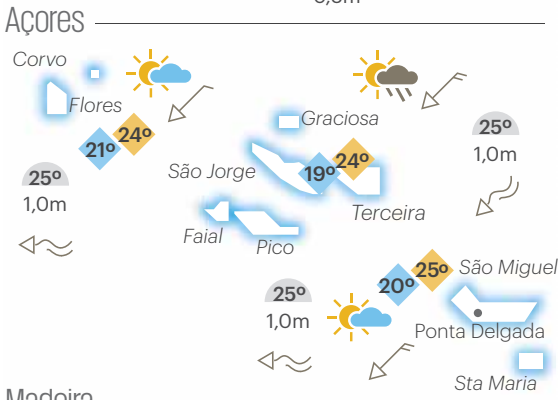 Açores
Corvo
Flores
21º 24º
25º
1,0m
Graciosa
São Jorge
19º 24º
Terceira
Faial
Pico
25º
1,0m
25º
1,0m
20º 25º
São Miguel
Ponta Delgada
Sta Maria
Madeira